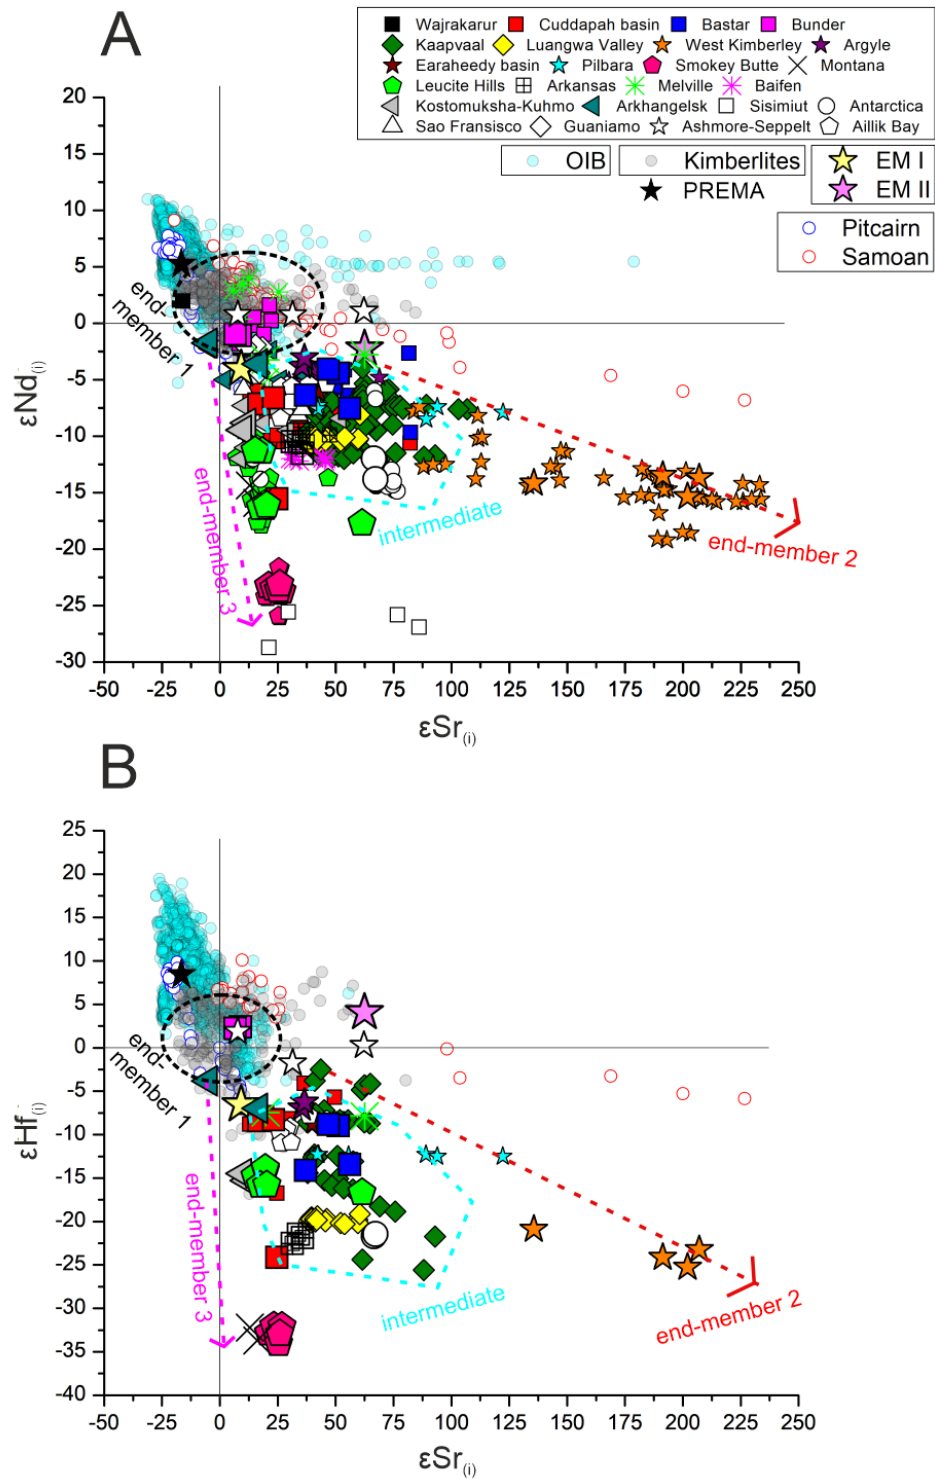 A
Wajrakarur Cuddapah basin Bastar Bunder
Kaapvaal Luangwa Valley West Kimberley Argyle
Earaheedy basin Pilbara Smokey Butte Montana
Leucite Hills Arkansas Melville Baifen
Kostomuksha-Kuhmo Arkhangelsk Sisimiut Antarctica
Sao Fransisco Guaniamo Ashmore-Seppelt Aillik Bay
OIB Kimberlites EM I
PREMA EM II
Pitcairn
Samoan
20
15
10
5
0
-5
-10
-15
-20
-25
-30
εNd(i)
end-
member 1
end-member 3
intermediate
end-member 2
-50 -25 0 25 50 75 100 125 150 175 200 225 250
εSr(i)
B
25
20
15
10
5
0
-5
-10
-15
-20
-25
-30
-35
-40
εHf(i)
end-
member 1
end-member 3
intermediate
end-member 2
-50 -25 0 25 50 75 100 125 150 175 200 225 250
εSr(i)